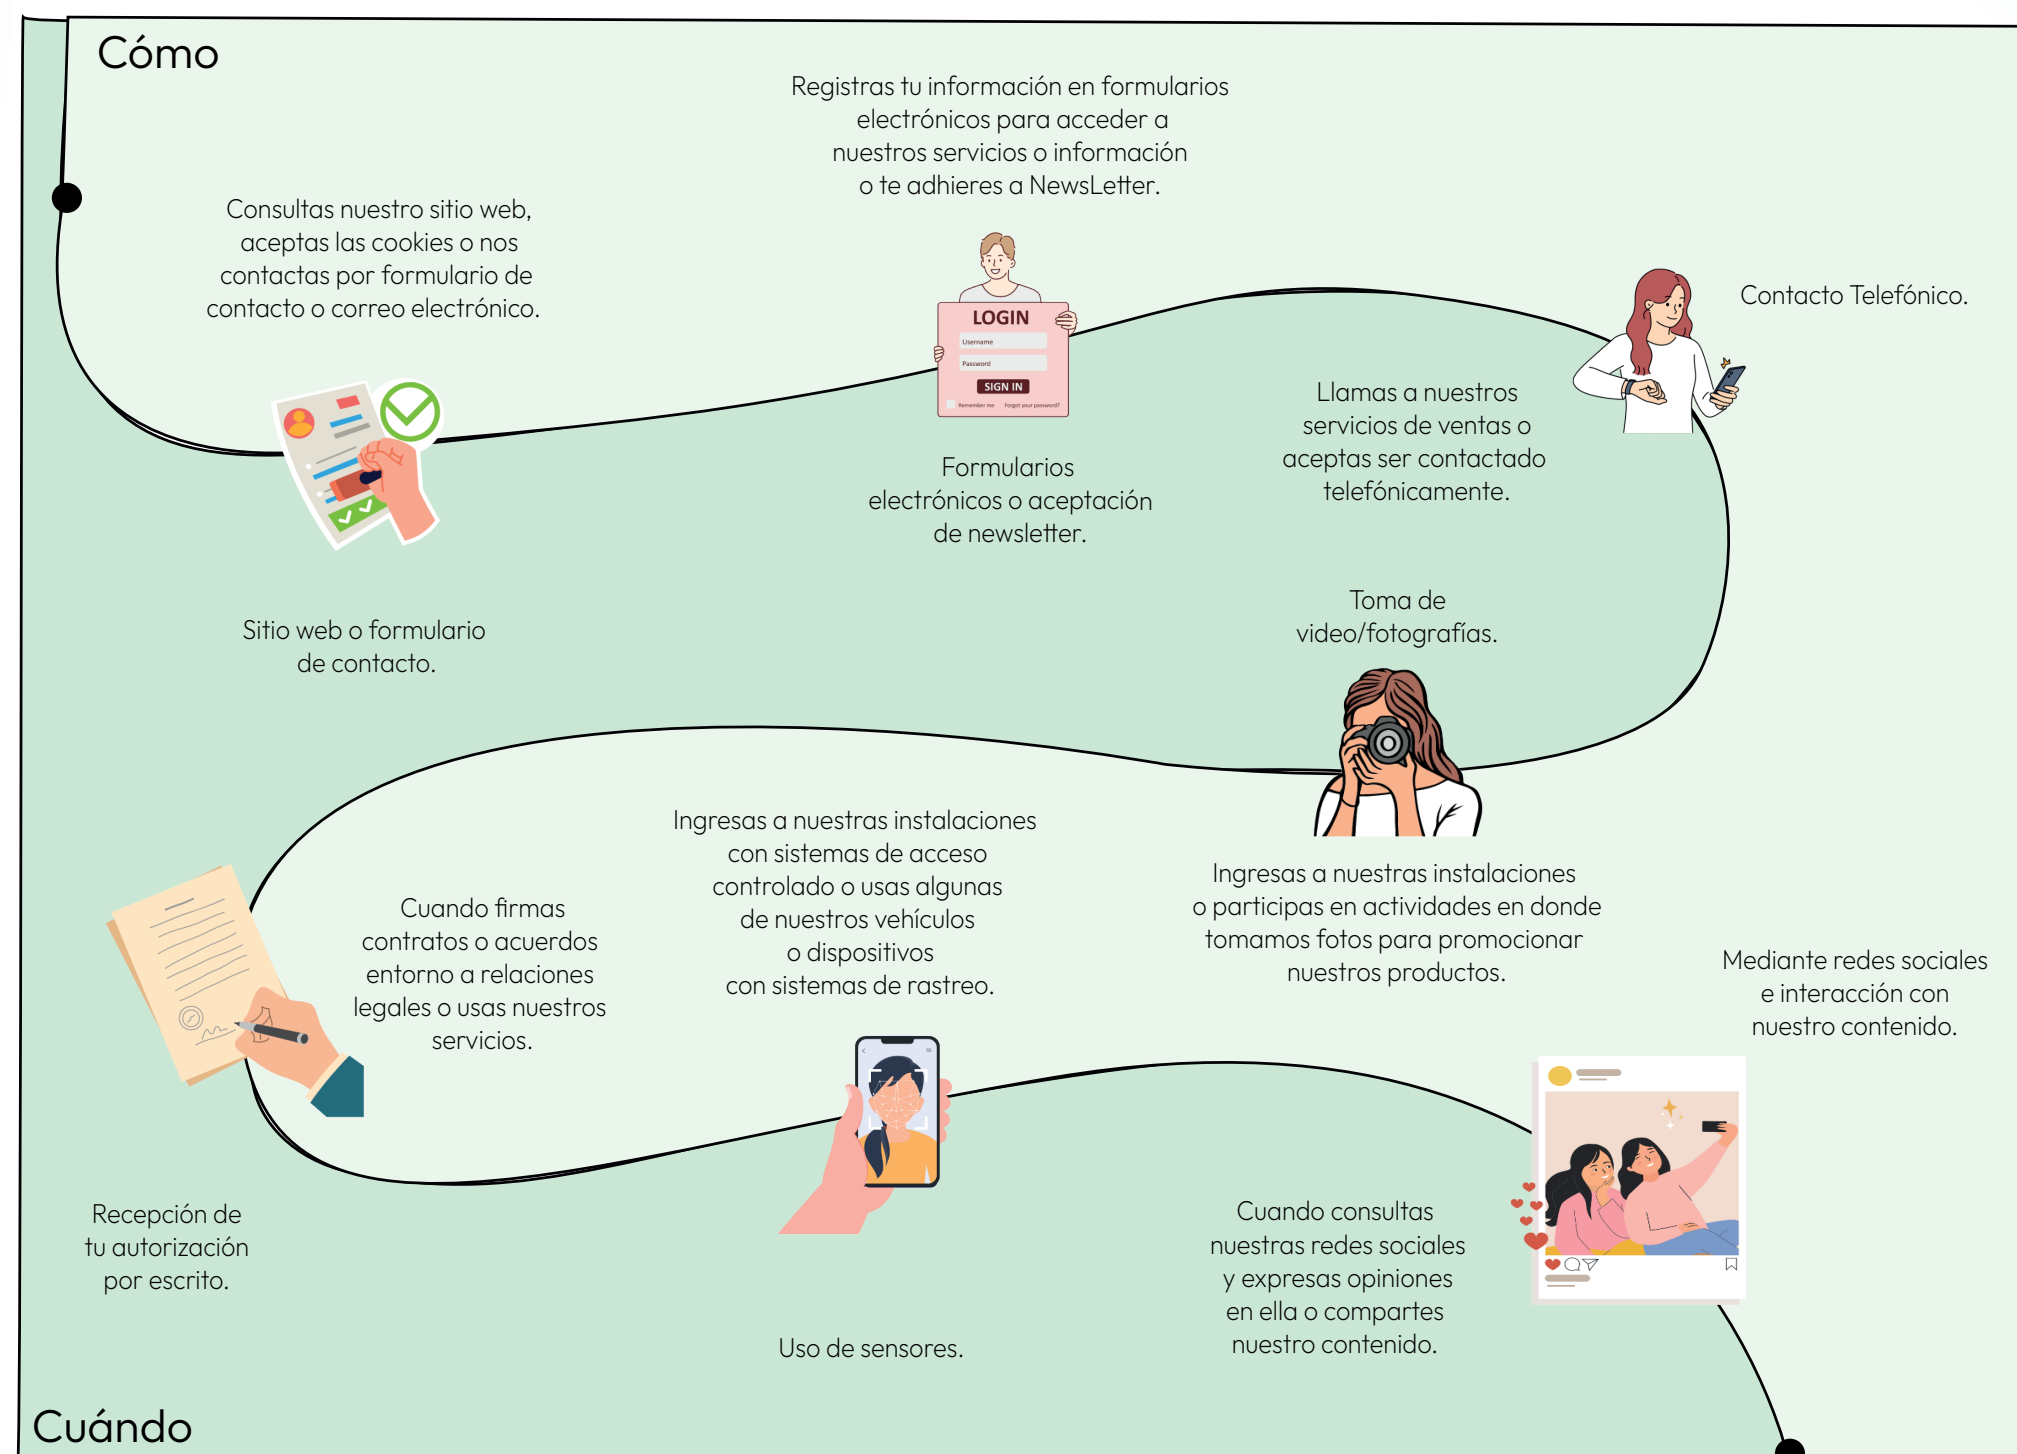 Cómo
Registras tu información en formularios
electrónicos para acceder a
nuestros servicios o información
o te adhieres a NewsLetter.
Consultas nuestro sitio web,
aceptas las cookies o nos
contactas por formulario de
contacto o correo electrónico.
LOGIN
Username
Password
SIGN IN
Remember me Forgot your password?
Contacto Telefónico.
Llamas a nuestros
servicios de ventas o
aceptas ser contactado
telefónicamente.
Formularios
electrónicos o aceptación
de newsletter.
Sitio web o formulario
de contacto.
Toma de
video/fotografías.
Ingresas a nuestras instalaciones
con sistemas de acceso
controlado o usas algunas
de nuestros vehículos
o dispositivos
con sistemas de rastreo.
Ingresas a nuestras instalaciones
o participas en actividades en donde
tomamos fotos para promocionar
nuestros productos.
Cuando firmas
contratos o acuerdos
entorno a relaciones
legales o usas nuestros
servicios.
Mediante redes sociales
e interacción con
nuestro contenido.
Recepción de
tu autorización
por escrito.
Cuando consultas
nuestras redes sociales
y expresas opiniones
en ella o compartes
nuestro contenido.
Uso de sensores.
Cuándo